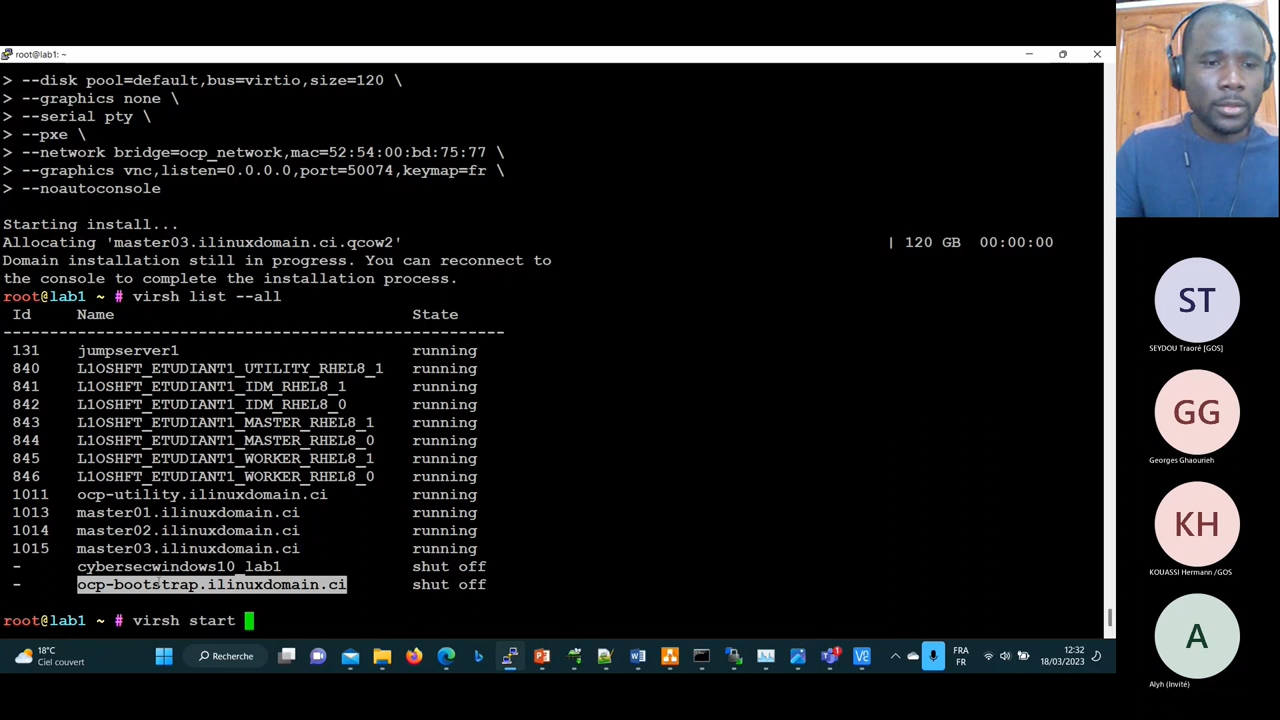 root@lab1: ~
> --disk pool=default,bus=virtio,size=120 \
> --graphics none \
> --serial pty \
> --pxe \
> --network bridge=ocp_network,mac=52:54:00:bd:75:77 \
> --graphics vnc,listen=0.0.0.0,port=50074,keymap=fr \
> --noautoconsole
Starting install...
Allocating 'master03.ilinuxdomain.ci.qcow2' | 120 GB 00:00:00
Domain installation still in progress. You can reconnect to
the console to complete the installation process.
root@lab1 ~ # virsh list --all
Id Name State
-----------------------------------------------------------
131 jumpserver1 running
840 L1OSHFT_ETUDIANT1_UTILITY_RHEL8_1 running
841 L1OSHFT_ETUDIANT1_IDM_RHEL8_1 running
842 L1OSHFT_ETUDIANT1_IDM_RHEL8_0 running
843 L1OSHFT_ETUDIANT1_MASTER_RHEL8_1 running
844 L1OSHFT_ETUDIANT1_MASTER_RHEL8_0 running
845 L1OSHFT_ETUDIANT1_WORKER_RHEL8_1 running
846 L1OSHFT_ETUDIANT1_WORKER_RHEL8_0 running
1011 ocp-utility.ilinuxdomain.ci running
1013 master01.ilinuxdomain.ci running
1014 master02.ilinuxdomain.ci running
1015 master03.ilinuxdomain.ci running
- cybersecwindows10_lab1 shut off
- ocp-bootstrap.ilinuxdomain.ci shut off
root@lab1 ~ # virsh start
18°C
Ciel couvert
Recherche
1
FRA
FR
12:32
18/03/2023
ST
SEYDOU Traoré [GOS]
GG
Georges Ghaourieh
KH
KOUASSI Hermann /GOS
A
Alyh (Invité)